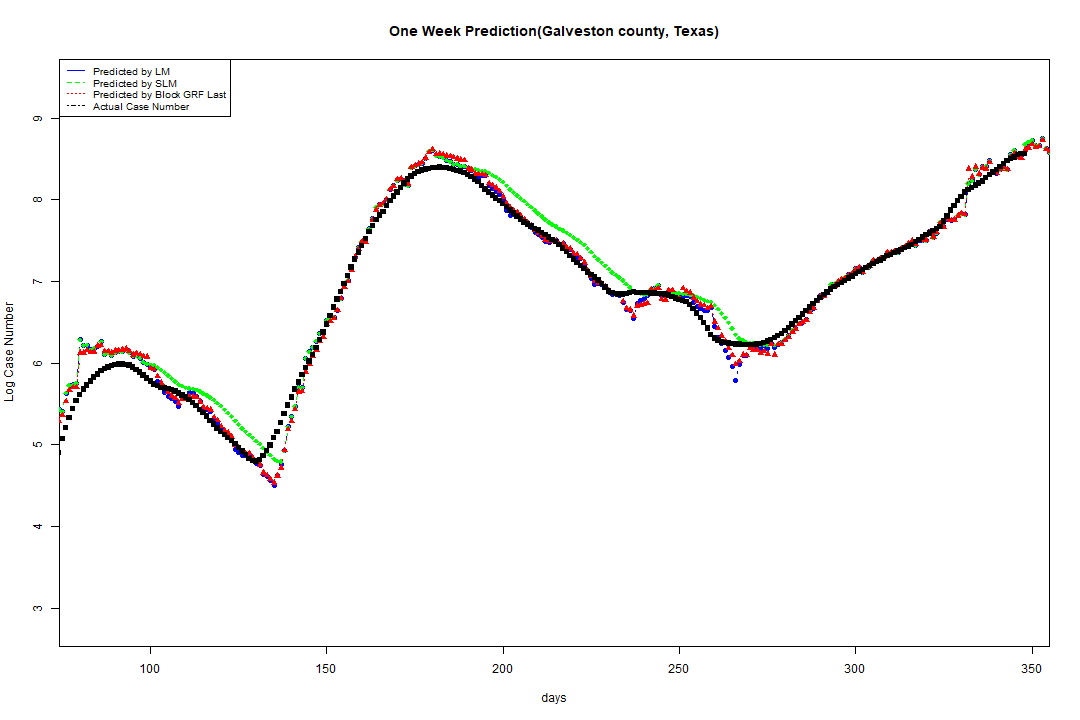 One Week Prediction(Galveston county, Texas)
Predicted by LM
Predicted by SLM
Predicted by Block GRF Last
Actual Case Number
Log Case Number
9
8
7
6
5
4
3
100 150 200 250 300 350
days